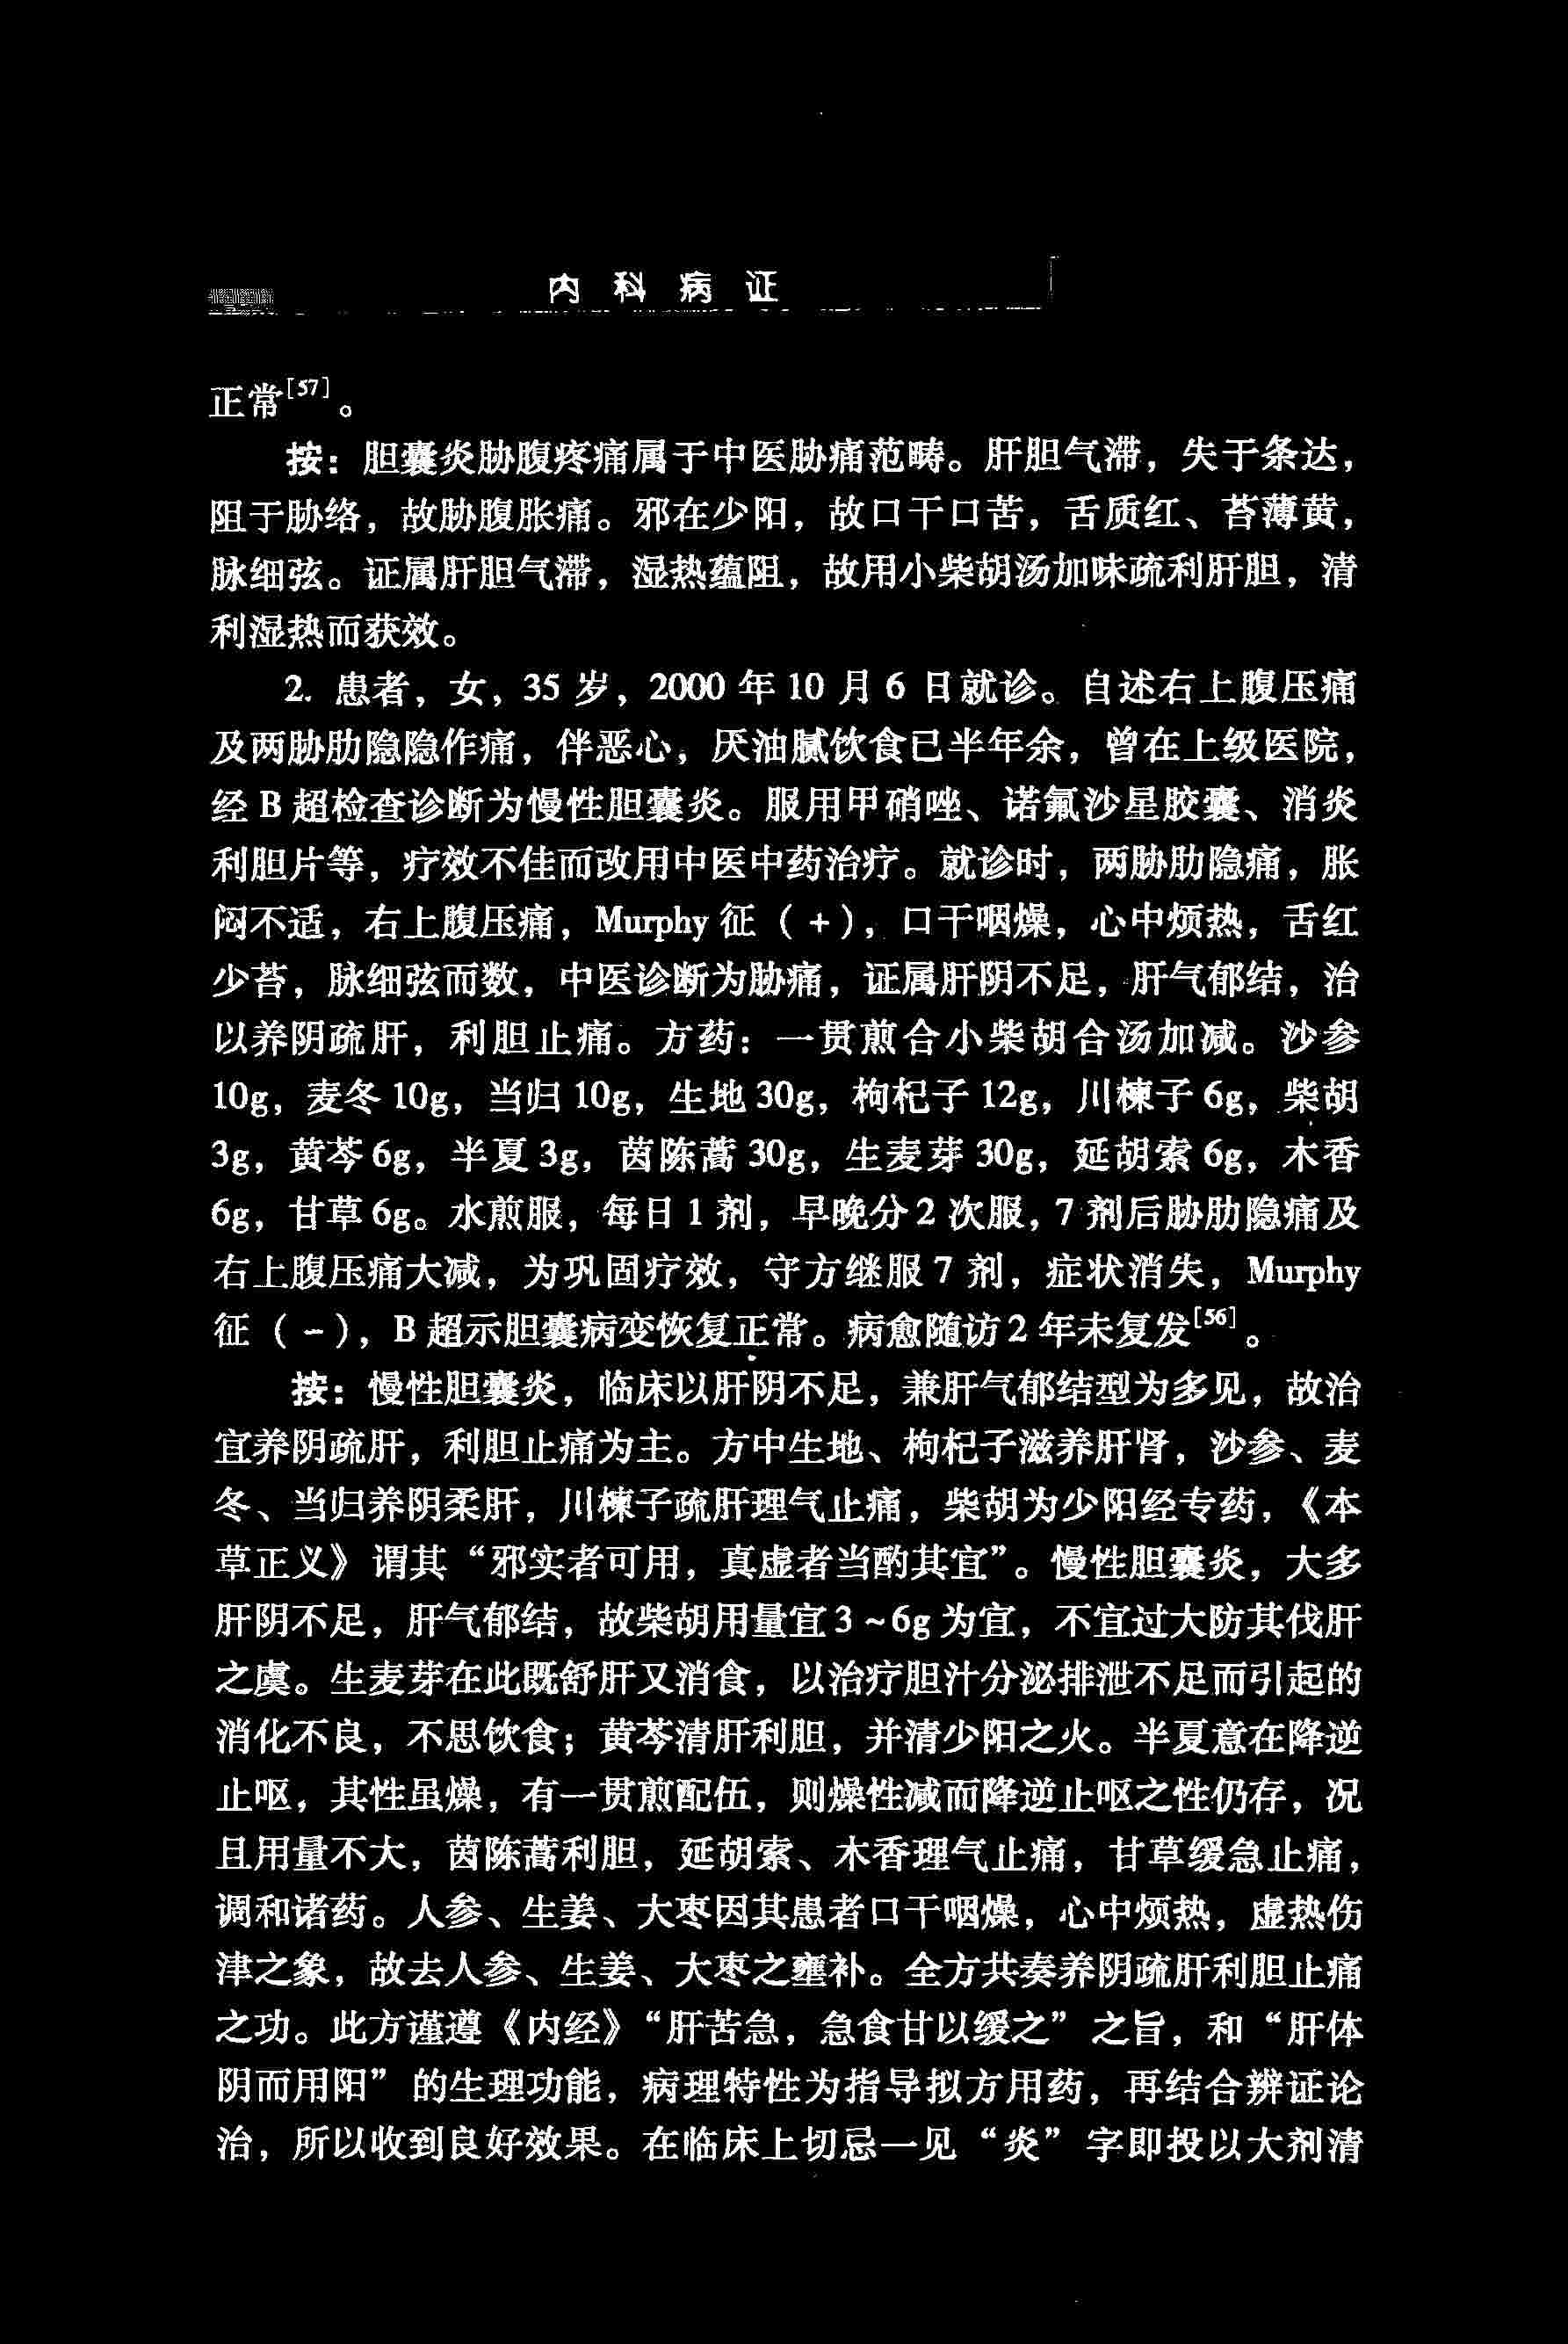 内科病证
正常[57]。
按：胆囊炎胁腹疼痛属于中医胁痛范畴。肝胆气滞，失于条达，
阻于胁络，故胁腹胀痛。邪在少阳，故口干口苦，舌质红、苔薄黄，
脉细弦。证属肝胆气滞，湿热蕴阻，故用小柴胡汤加味疏利肝胆，清
利湿热而获效。
2. 患者，女，35 岁，2000 年 10 月 6 日就诊。自述右上腹压痛
及两胁肋隐隐作痛，伴恶心，厌油腻饮食已半年余，曾在上级医院，
经 B 超检查诊断为慢性胆囊炎。服用甲硝唑、诺氟沙星胶囊、消炎
利胆片等，疗效不佳而改用中医中药治疗。就诊时，两胁肋隐痛，胀
闷不适，右上腹压痛，Murphy 征（+），口干咽燥，心中烦热，舌红
少苔，脉细弦而数，中医诊断为胁痛，证属肝阴不足，肝气郁结，治
以养阴疏肝，利胆止痛。方药：一贯煎合小柴胡合汤加减。沙参
10g，麦冬 10g，当归 10g，生地 30g，枸杞子 12g，川楝子 6g，柴胡
3g，黄芩 6g，半夏 3g，茵陈蒿 30g，生麦芽 30g，延胡索 6g，木香
6g，甘草 6g。水煎服，每日 1 剂，早晚分 2 次服，7 剂后胁肋隐痛及
右上腹压痛大减，为巩固疗效，守方继服 7 剂，症状消失，Murphy
征（-），B 超示胆囊病变恢复正常。病愈随访 2 年未复发[56]。
按：慢性胆囊炎，临床以肝阴不足，兼肝气郁结型为多见，故治
宜养阴疏肝，利胆止痛为主。方中生地、枸杞子滋养肝肾，沙参、麦
冬、当归养阴柔肝，川楝子疏肝理气止痛，柴胡为少阳经专药，《本
草正义》谓其“邪实者可用，真虚者当酌其宜”。慢性胆囊炎，大多
肝阴不足，肝气郁结，故柴胡用量宜 3 ~ 6g 为宜，不宜过大防其伐肝
之虞。生麦芽在此既舒肝又消食，以治疗胆汁分泌排泄不足而引起的
消化不良，不思饮食；黄芩清肝利胆，并清少阳之火。半夏意在降逆
止呕，其性虽燥，有一贯煎配伍，则燥性减而降逆止呕之性仍存，况
且用量不大，茵陈蒿利胆，延胡索、木香理气止痛，甘草缓急止痛，
调和诸药。人参、生姜、大枣因其患者口干咽燥，心中烦热，虚热伤
津之象，故去人参、生姜、大枣之壅补。全方共奏养阴疏肝利胆止痛
之功。此方谨遵《内经》“肝苦急，急食甘以缓之”之旨，和“肝体
阴而用阳”的生理功能，病理特性为指导拟方用药，再结合辨证论
治，所以收到良好效果。在临床上切忌一见“炎”字即投以大剂清